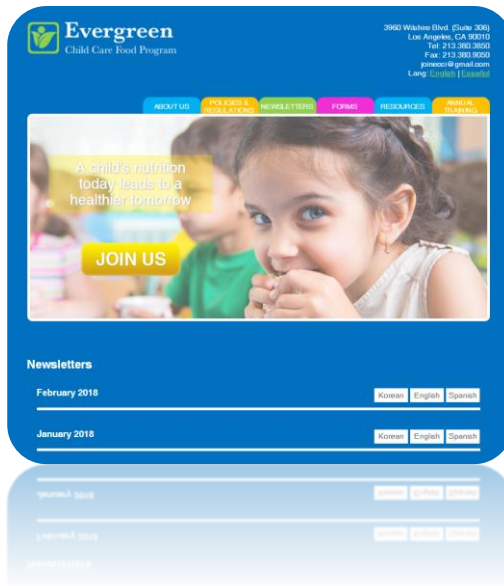 Evergreen
Child Care Food Program
3960 Wilshire Blvd. (Suite 306)
Los Angeles, CA 90010
Tel: 213.380.3850
Fax: 213.380.9050
joineccf@gmail.com
Lang: English | Español
ABOUT US
POLICIES & REGULATIONS
NEWSLETTERS
FORMS
RESOURCES
ANNUAL TRAINING
A child's nutrition
today leads to a
healthier tomorrow
JOIN US
Newsletters
February 2018
Korean English Spanish
January 2018
Korean English Spanish